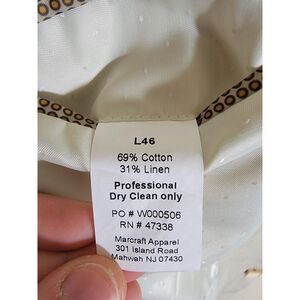 L46
69% Cotton
31% Linen
Professional
Dry Clean only
PO # W000506
RN # 47338
Marcraft Apparel
301 Island Road
Mahwah NJ 07430